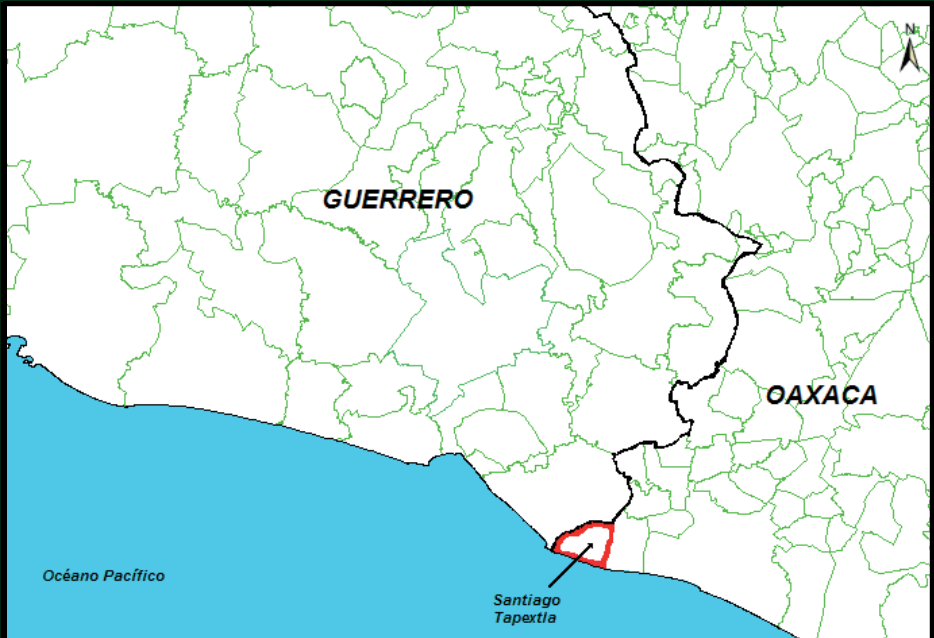 N
GUERRERO
OAXACA
Océano Pacífico
Santiago
Tapextla